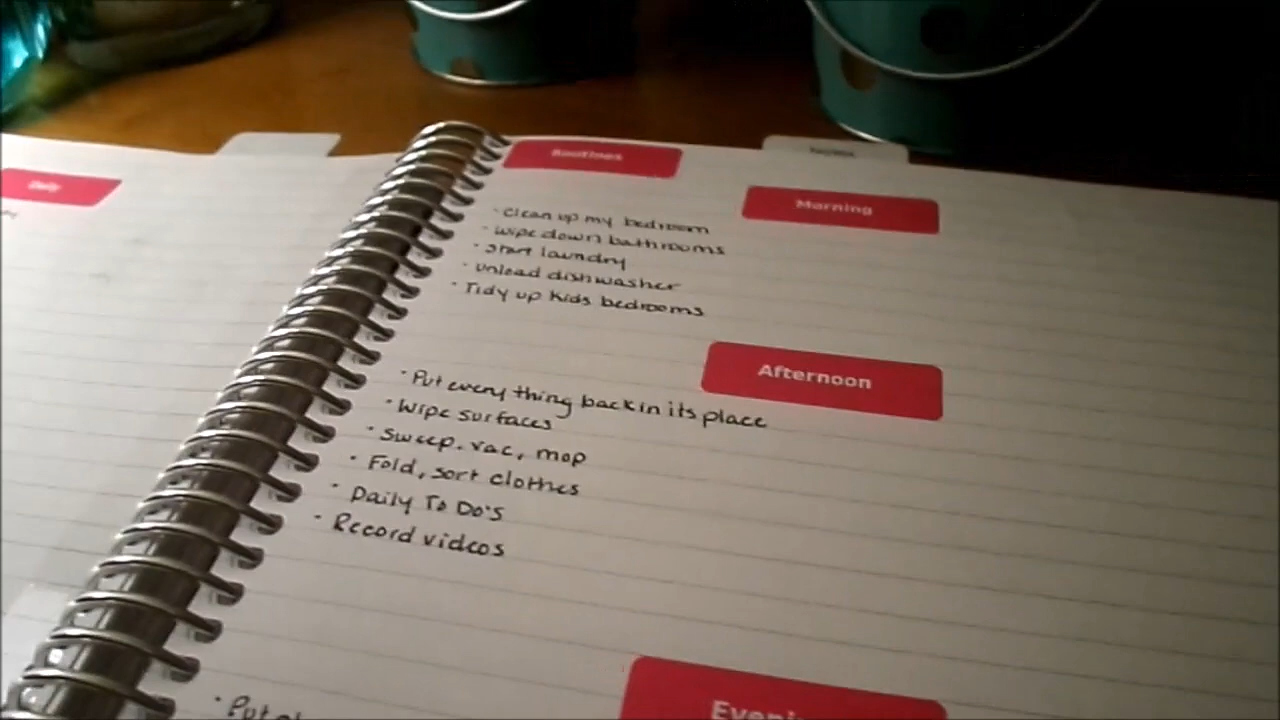 Daily
Routines
Morning
· Clean up my bedroom
· Wipe down bathrooms
· Start laundry
· Unload dishwasher
· Tidy up kids bedrooms
Afternoon
· Put every thing back in its place
· Wipe surfaces
· Sweep, vac, mop
· Fold, sort clothes
· Daily To Do's
· Record videos
· Put